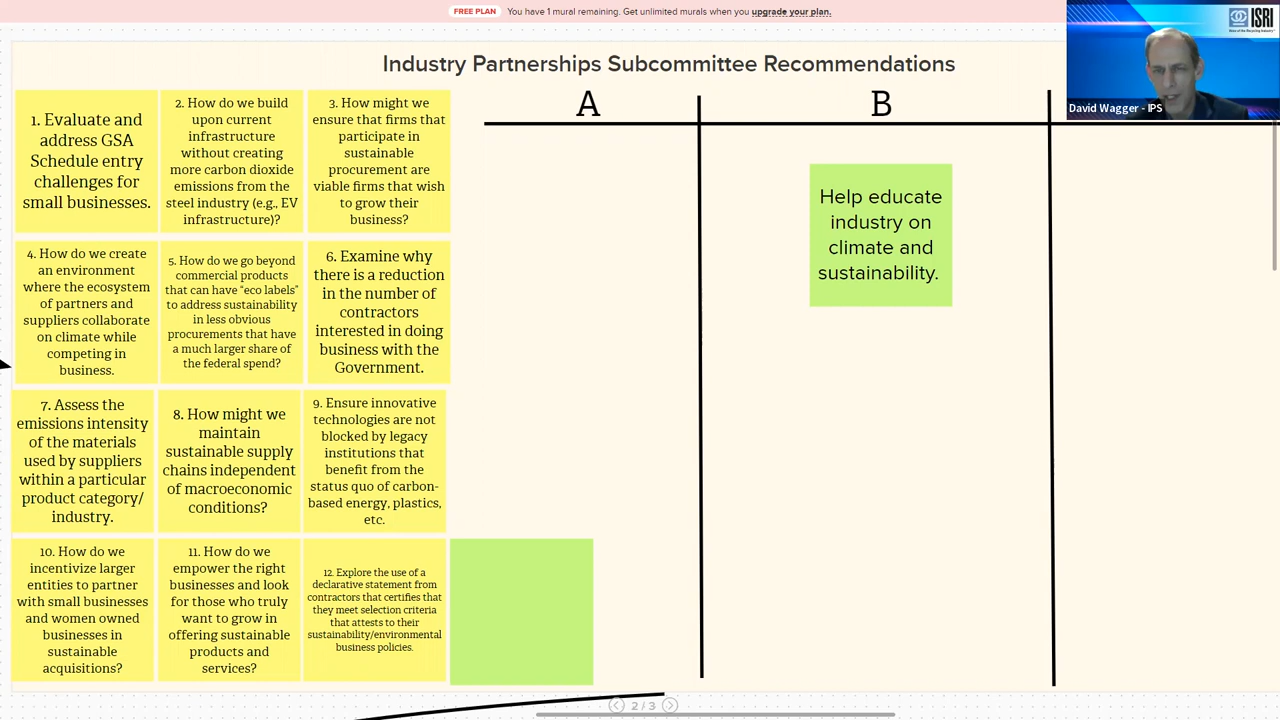 FREE PLAN You have 1 mural remaining. Get unlimited murals when you upgrade your plan.
ISRI
David Wagger - IPS
Industry Partnerships Subcommittee Recommendations
A
B
1. Evaluate and
address GSA
Schedule entry
challenges for
small businesses.
2. How do we build
upon current
infrastructure
without creating
more carbon dioxide
emissions from the
steel industry (e.g., EV
infrastructure)?
3. How might we
ensure that firms that
participate in
sustainable
procurement are
viable firms that wish
to grow their
business?
Help educate
industry on
climate and
sustainability.
4. How do we create
an environment
where the ecosystem
of partners and
suppliers collaborate
on climate while
competing in
business.
5. How do we go beyond
commercial products
that can have “eco labels”
to address sustainability
in less obvious
procurements that have
a much larger share of
the federal spend?
6. Examine why
there is a reduction
in the number of
contractors
interested in doing
business with the
Government.
7. Assess the
emissions intensity
of the materials
used by suppliers
within a particular
product category/
industry.
8. How might we
maintain
sustainable supply
chains independent
of macroeconomic
conditions?
9. Ensure innovative
technologies are not
blocked by legacy
institutions that
benefit from the
status quo of carbon-
based energy, plastics,
etc.
10. How do we
incentivize larger
entities to partner
with small businesses
and women owned
businesses in
sustainable
acquisitions?
11. How do we
empower the right
businesses and look
for those who truly
want to grow in
offering sustainable
products and
services?
12. Explore the use of a
declarative statement from
contractors that certifies that
they meet selection criteria
that attests to their
sustainability/environmental
business policies.
2 / 3